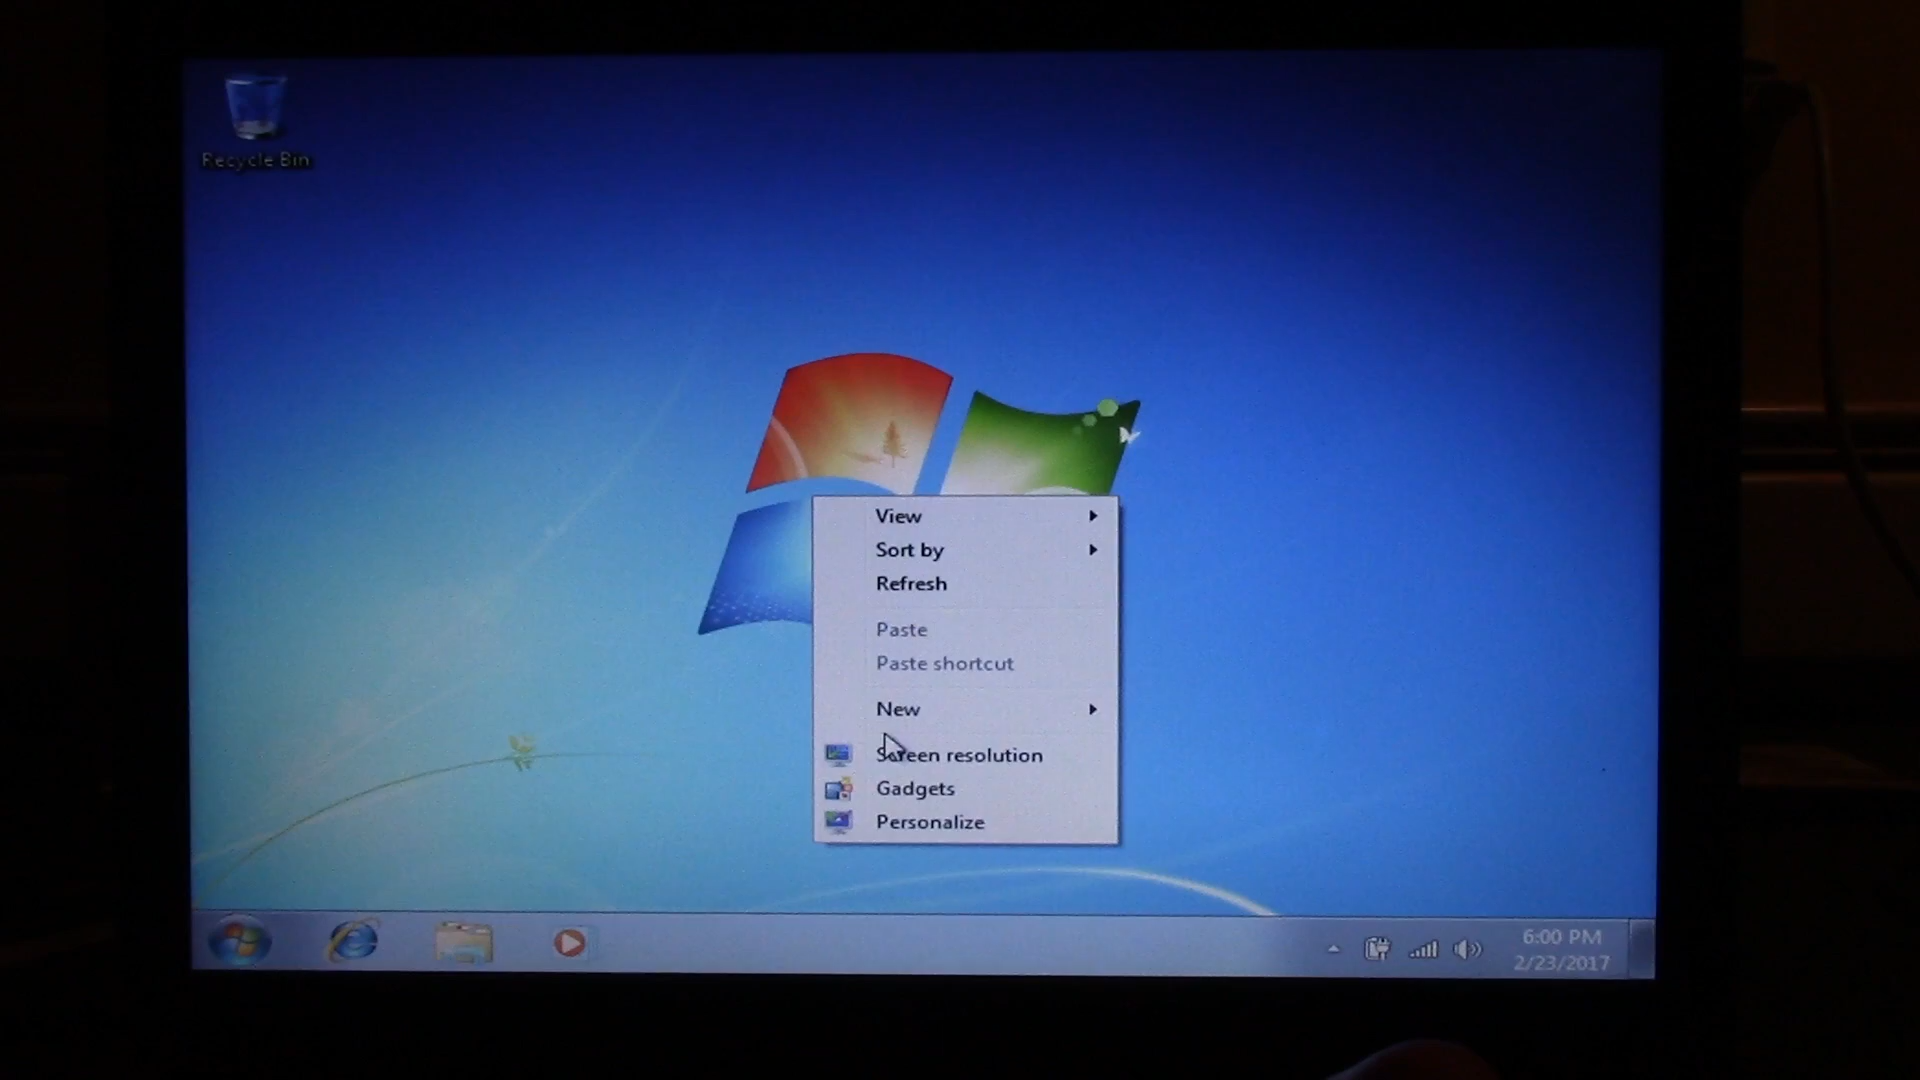 Recycle Bin
View
Sort by
Refresh
Paste
Paste shortcut
New
Screen resolution
Gadgets
Personalize
6:00 PM
2/23/2017